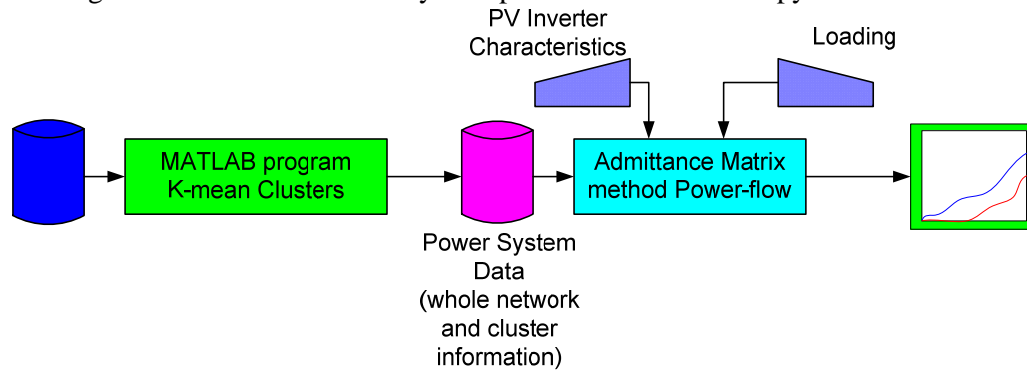 PV Inverter
Characteristics
Loading
MATLAB program
K-mean Clusters
Admittance Matrix
method Power-flow
Power System
Data
(whole network
and cluster
information)